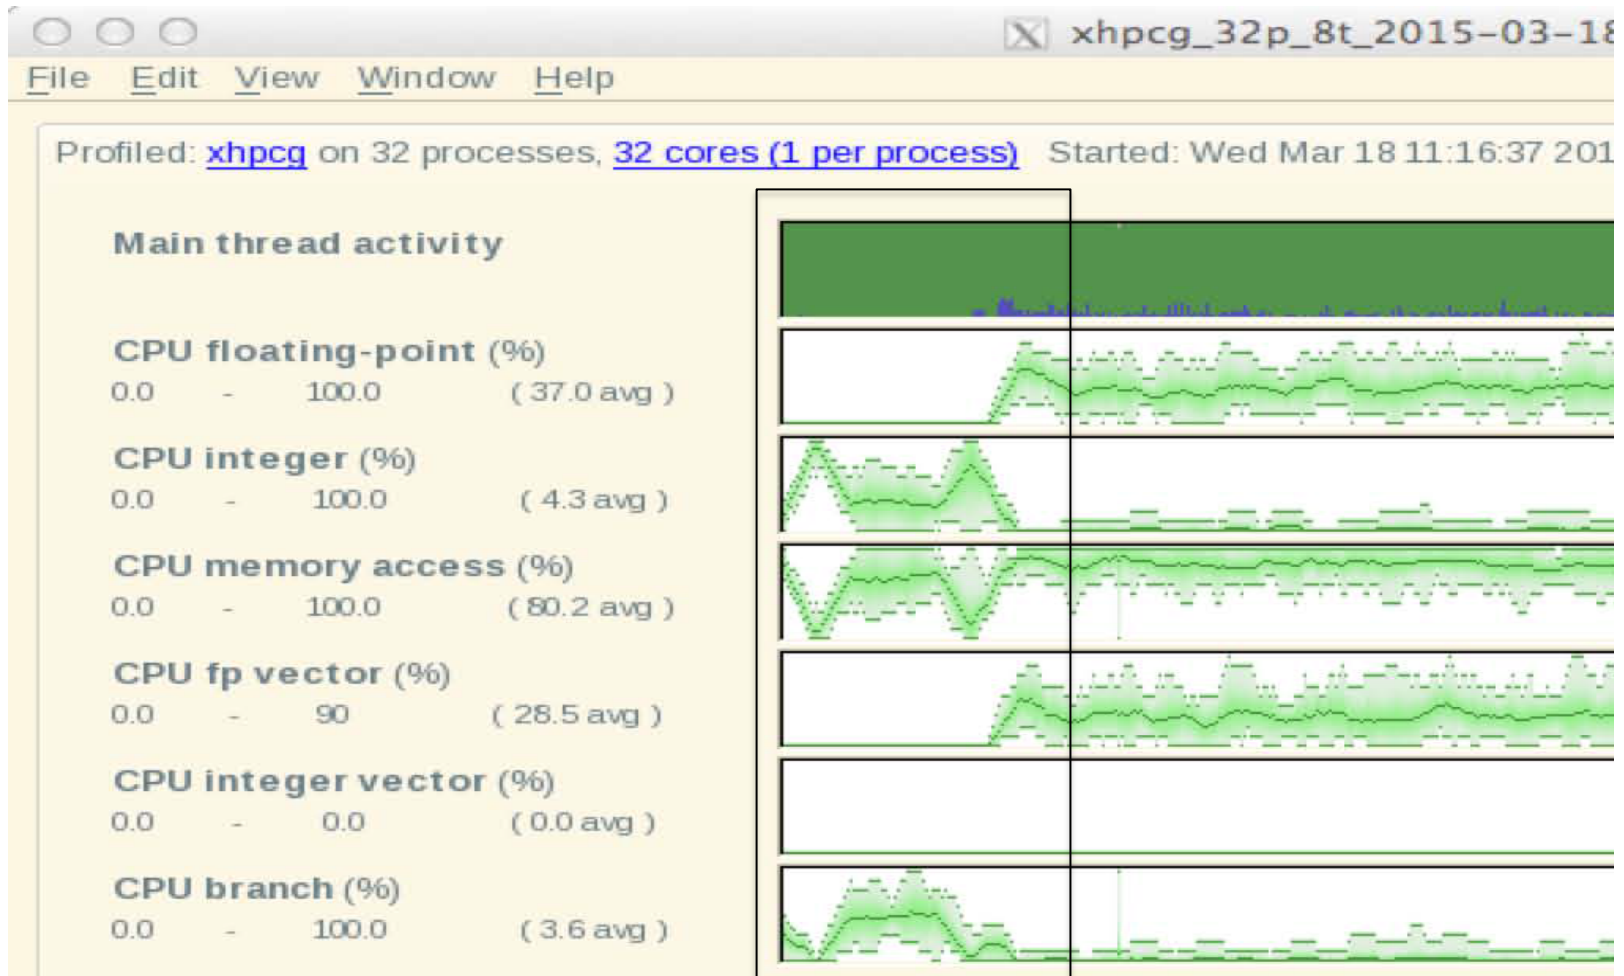 xhpcg_32p_8t_2015-03-18
File Edit View Window Help
Profiled: xhpcg on 32 processes, 32 cores (1 per process) Started: Wed Mar 18 11:16:37 201
Main thread activity
CPU floating-point (%)
0.0 - 100.0 ( 37.0 avg )
CPU integer (%)
0.0 - 100.0 ( 4.3 avg )
CPU memory access (%)
0.0 - 100.0 ( 80.2 avg )
CPU fp vector (%)
0.0 - 90 ( 28.5 avg )
CPU integer vector (%)
0.0 - 0.0 ( 0.0 avg )
CPU branch (%)
0.0 - 100.0 ( 3.6 avg )